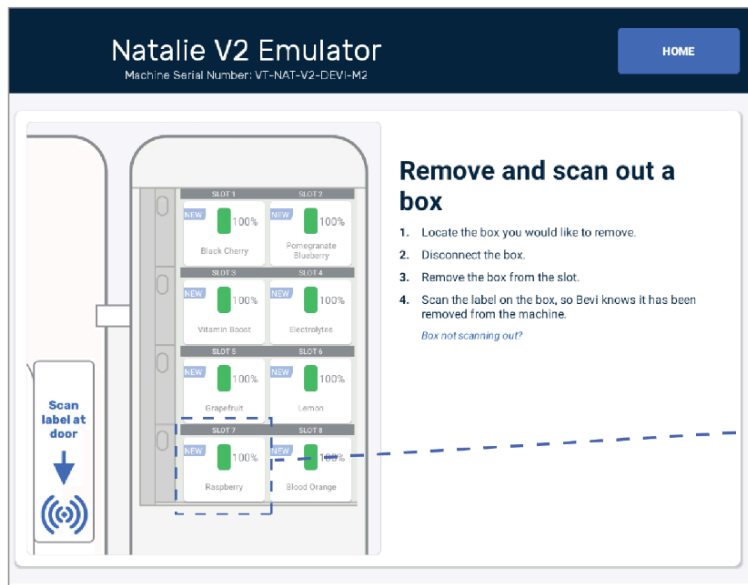 Natalie V2 Emulator
Machine Serial Number: VT-NAT-V2-DEVI-M2
HOME
SLOT 1
SLOT 2
NEW
100%
NEW
100%
Black Cherry
Pomegranate
Blueberry
SLOT 3
SLOT 4
NEW
100%
NEW
100%
Vitamin Boost
Electrolytes
SLOT 5
SLOT 6
NEW
100%
NEW
100%
Grapefruit
Lemon
SLOT 7
SLOT 8
NEW
100%
NEW
100%
Raspberry
Blood Orange
Scan
label at
door
Remove and scan out a
box
1. Locate the box you would like to remove.
2. Disconnect the box.
3. Remove the box from the slot.
4. Scan the label on the box, so Bevi knows it has been
removed from the machine.
Box not scanning out?